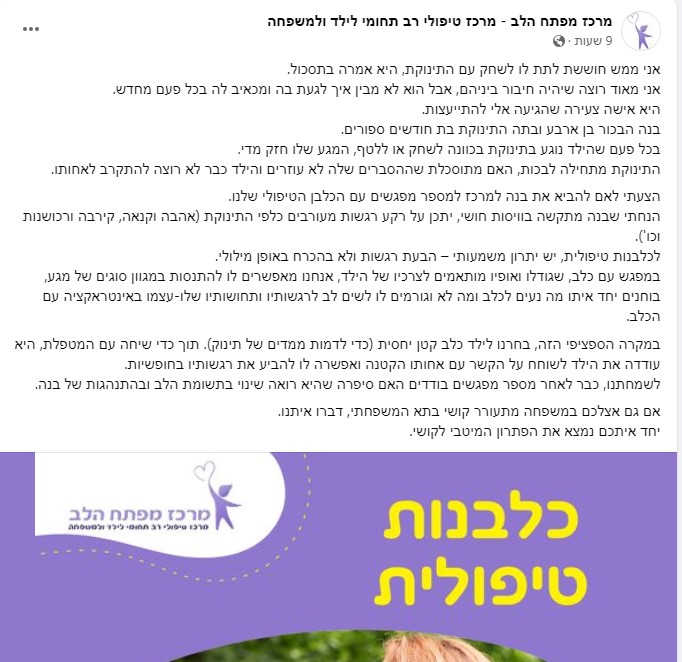 מרכז מפתח הלב - מרכז טיפולי רב תחומי לילד ולמשפחה
9 שעות ·
אני ממש חוששת לתת לו לשחק עם התינוקת, היא אמרה בתסכול.
אני מאוד רוצה שיהיה חיבור ביניהם, אבל הוא לא מבין איך לגעת בה ומכאיב לה בכל פעם מחדש.
היא אישה צעירה שהגיעה אלי להתייעצות.
בנה הבכור בן ארבע ובתה התינוקת בת חודשים ספורים.
בכל פעם שהילד נוגע בתינוקת בכוונה לשחק או ללטף, המגע שלו חזק מדי.
התינוקת מתחילה לבכות, האם מתוסכלת שההסברים שלה לא עוזרים והילד כבר לא רוצה להתקרב לאחותו.
הצעתי לאם להביא את בנה למרכז למספר מפגשים עם הכלבן הטיפולי שלנו.
הנחתי שבנה מתקשה בוויסות חושי, יתכן על רקע רגשות מעורבים כלפי התינוקת (אהבה וקנאה, קירבה ורכושנות
וכו').
לכלבנות טיפולית, יש יתרון משמעותי – הבעת רגשות ולא בהכרח באופן מילולי.
במפגש עם כלב, שגודלו ואופיו מותאמים לצרכיו של הילד, אנחנו מאפשרים לו להתנסות במגוון סוגים של מגע,
בוחנים יחד איתו מה נעים לכלב ומה לא וגורמים לו לשים לב לרגשותיו ותחושותיו שלו-עצמו באינטראקציה עם
הכלב.
במקרה הספציפי הזה, בחרנו לילד כלב קטן יחסית (כדי לדמות ממדים של תינוק). תוך כדי שיחה עם המטפלת, היא
עודדה את הילד לשוחח על הקשר עם אחותו הקטנה ואפשרה לו להביע את רגשותיו בחופשיות.
לשמחתנו, כבר לאחר מספר מפגשים בודדים האם סיפרה שהיא רואה שינוי בתשומת הלב ובהתנהגות של בנה.
אם גם אצלכם במשפחה מתעורר קושי בתא המשפחתי, דברו איתנו.
יחד איתכם נמצא את הפתרון המיטבי לקושי.
מרכז מפתח הלב
מרכז טיפולי רב תחומי לילד ולמשפחה
כלבנות
טיפולית